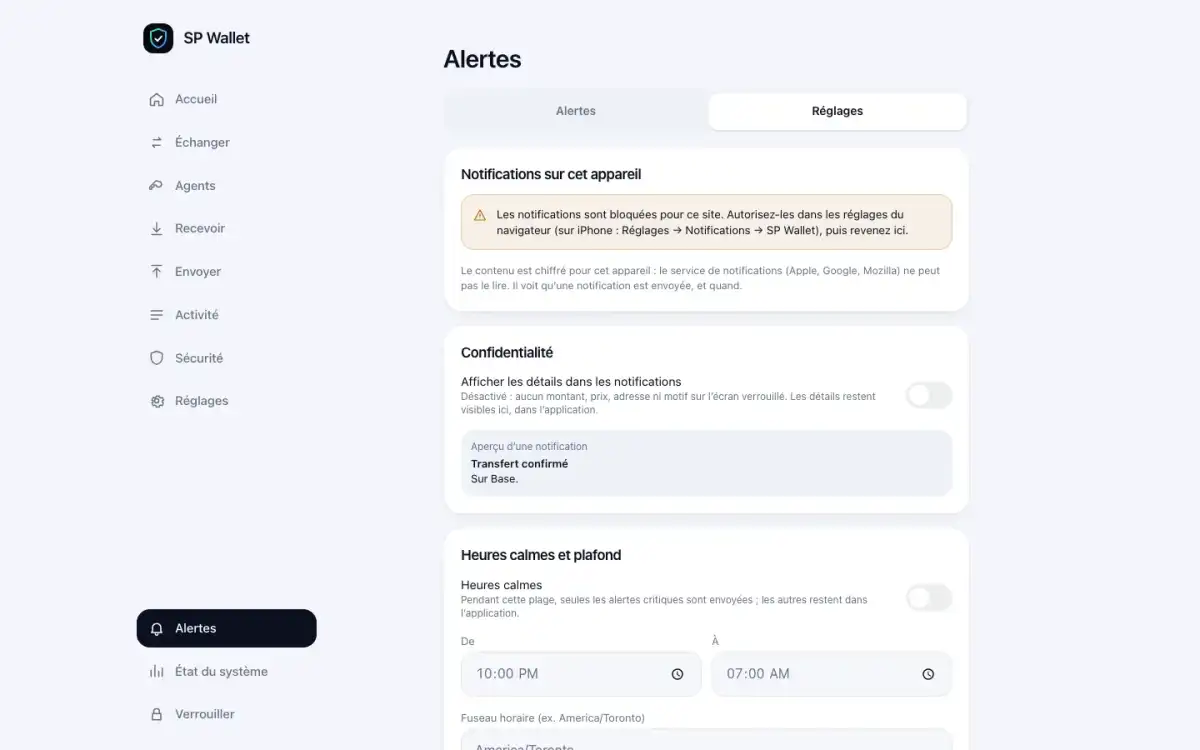 SP Wallet
Accueil
Échanger
Agents
Recevoir
Envoyer
Activité
Sécurité
Réglages
Alertes
État du système
Verrouiller
Alertes
Alertes
Réglages
Notifications sur cet appareil
Les notifications sont bloquées pour ce site. Autorisez-les dans les réglages du
navigateur (sur iPhone : Réglages → Notifications → SP Wallet), puis revenez ici.
Le contenu est chiffré pour cet appareil : le service de notifications (Apple, Google, Mozilla) ne peut
pas le lire. Il voit qu'une notification est envoyée, et quand.
Confidentialité
Afficher les détails dans les notifications
Désactivé : aucun montant, prix, adresse ni motif sur l'écran verrouillé. Les détails restent
visibles ici, dans l'application.
Aperçu d'une notification
Transfert confirmé
Sur Base.
Heures calmes et plafond
Heures calmes
Pendant cette plage, seules les alertes critiques sont envoyées ; les autres restent dans
l'application.
De
À
10:00 PM
07:00 AM
Fuseau horaire (ex. America/Toronto)
America/Toronto